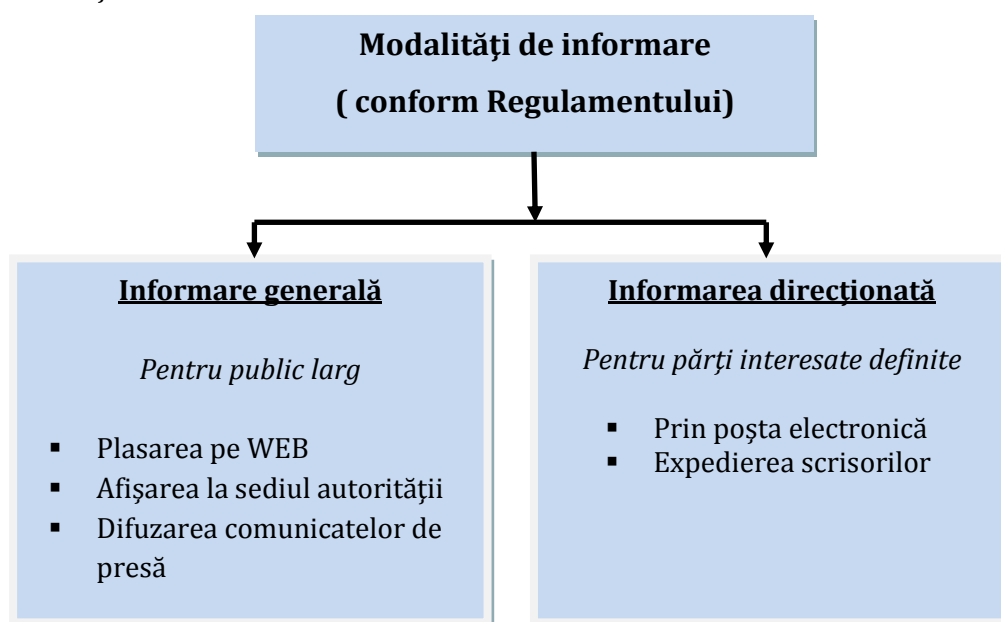 Modalităţi de informare
( conform Regulamentului)
Informare generală
Pentru public larg
▪ Plasarea pe WEB
▪ Afişarea la sediul autorităţii
▪ Difuzarea comunicatelor de
presă
Informarea direcţionată
Pentru părţi interesate definite
▪ Prin poşta electronică
▪ Expedierea scrisorilor